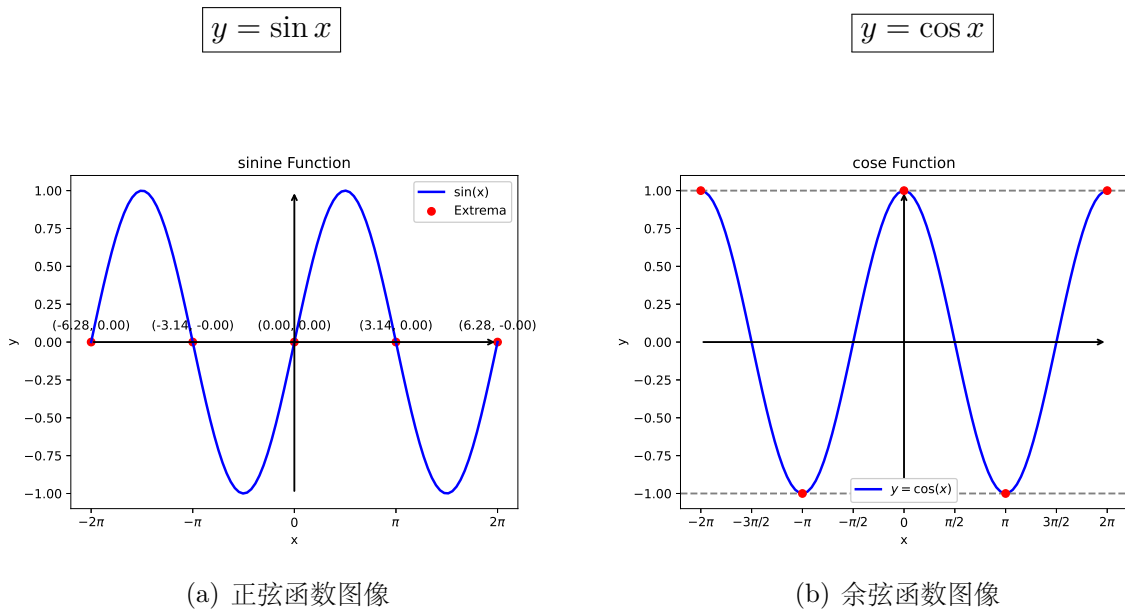 y = sin x
y = cos x
sinine Function
1.00
0.75
0.50
0.25
0.00
−0.25
−0.50
−0.75
−1.00
y
sin(x)
Extrema
(-6.28, 0.00)
(-3.14, -0.00)
(0.00, 0.00)
(3.14, 0.00)
(6.28, -0.00)
−2π
−π
0
π
2π
x
(a) 正弦函数图像
cose Function
1.00
0.75
0.50
0.25
0.00
−0.25
−0.50
−0.75
−1.00
y
y = cos(x)
−2π
−3π/2
−π
−π/2
0
π/2
π
3π/2
2π
x
(b) 余弦函数图像